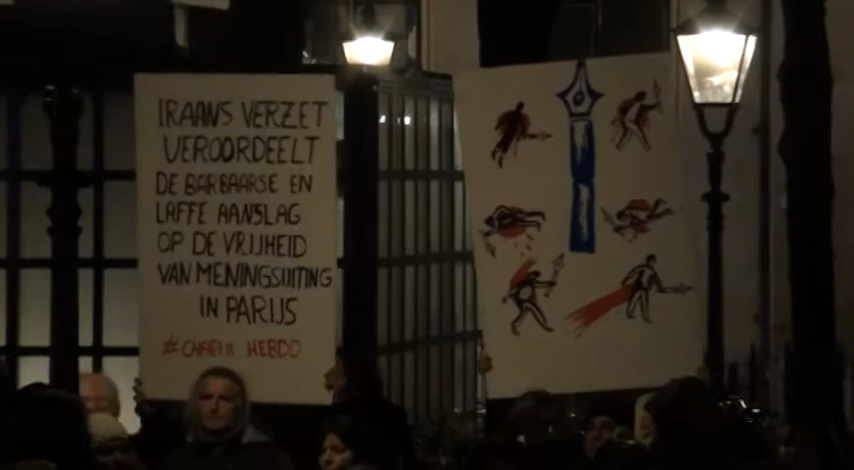 IRAANS VERZET
VEROORDEELT
DE BARBAARSE EN
LAFFE AANSLAG
OP DE VRIJHEID
VAN MENINGSUITING
IN PARIJS
#CHARLIE HEBDO